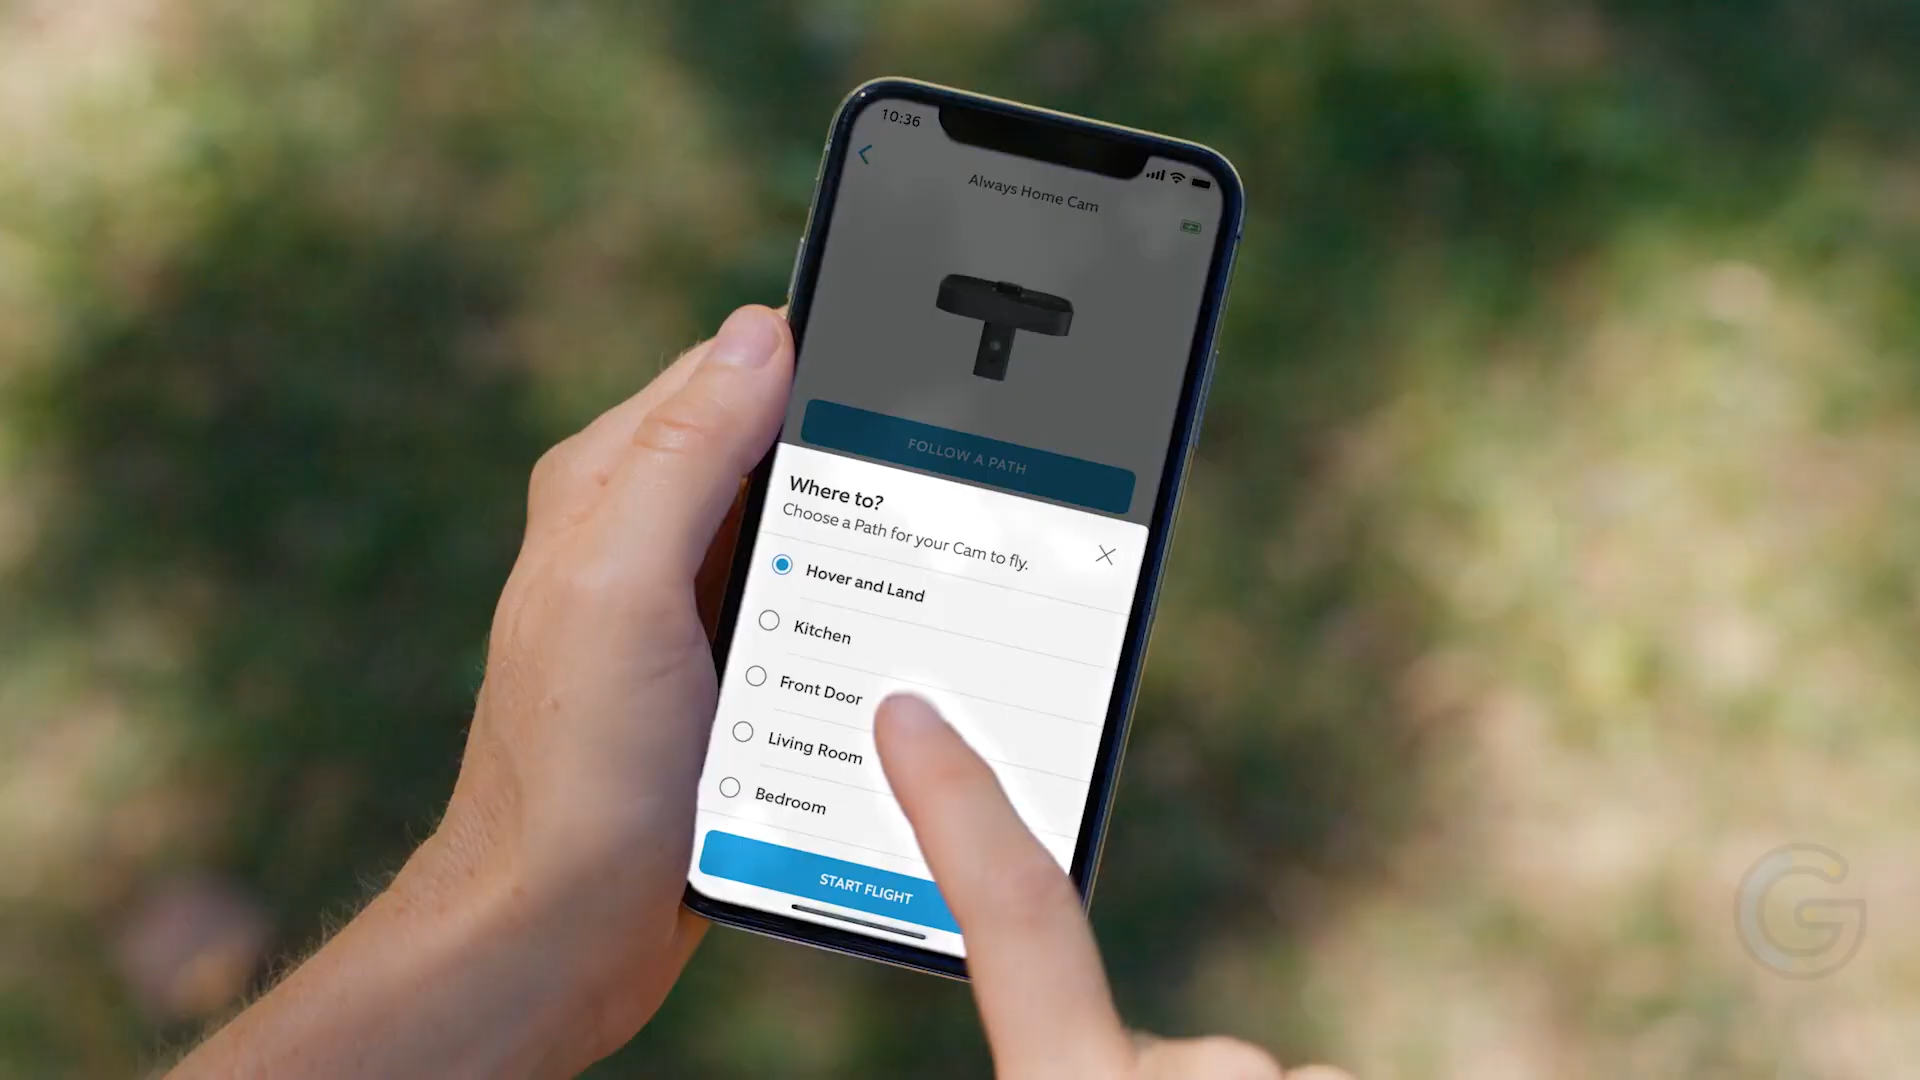 10:36
Always Home Cam
FOLLOW A PATH
Where to?
Choose a Path for your Cam to fly.
Hover and Land
Kitchen
Front Door
Living Room
Bedroom
START FLIGHT
G